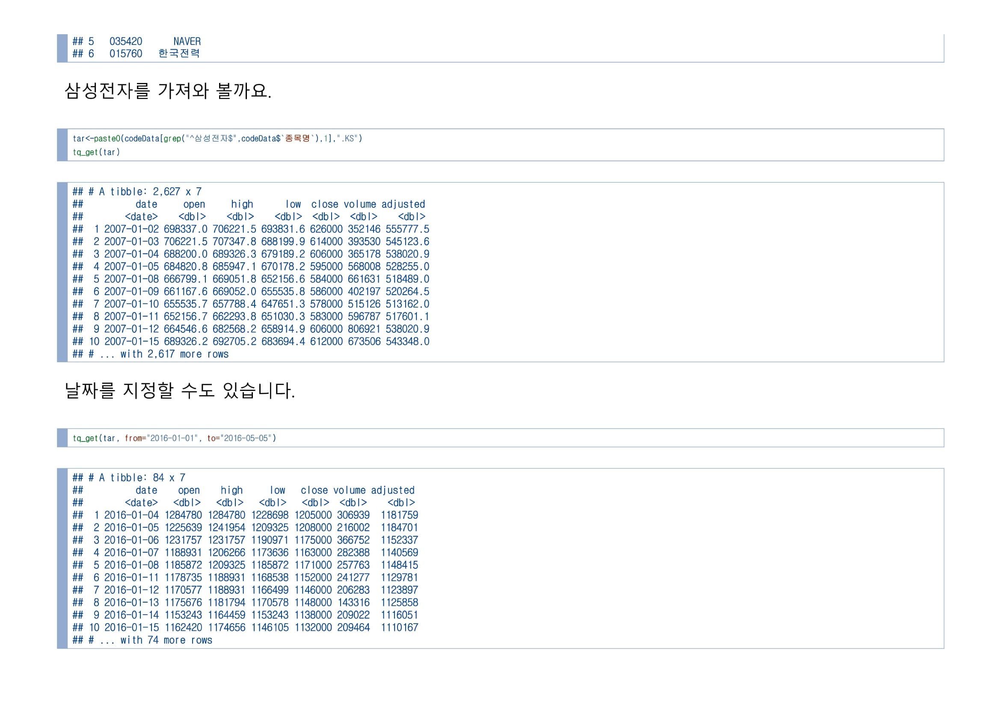 ## 5   035420      NAVER
## 6   015760   한국전력
삼성전자를 가져와 볼까요.
tar<-paste0(codeData[grep("^삼성전자$",codeData$`종목명`),1],".KS")
tq_get(tar)
## # A tibble: 2,627 x 7
##          date     open     high      low  close volume adjusted
##        <date>    <dbl>    <dbl>    <dbl>  <dbl>  <dbl>    <dbl>
##  1 2007-01-02 698337.0 706221.5 693831.6 626000 352146 555777.5
##  2 2007-01-03 706221.5 707347.8 688199.9 614000 393530 545123.6
##  3 2007-01-04 688200.0 689326.3 679189.2 606000 365178 538020.9
##  4 2007-01-05 684820.8 685947.1 670178.2 595000 568008 528255.0
##  5 2007-01-08 666799.1 669051.8 652156.6 584000 661631 518489.0
##  6 2007-01-09 661167.6 669052.0 655535.8 586000 402197 520264.5
##  7 2007-01-10 655535.7 657788.4 647651.3 578000 515126 513162.0
##  8 2007-01-11 652156.7 662293.8 651030.3 583000 596787 517601.1
##  9 2007-01-12 664546.6 682568.2 658914.9 606000 806921 538020.9
## 10 2007-01-15 689326.2 692705.2 683694.4 612000 673506 543348.0
## # ... with 2,617 more rows
날짜를 지정할 수도 있습니다.
tq_get(tar, from="2016-01-01", to="2016-05-05")
## # A tibble: 84 x 7
##          date    open    high     low   close volume adjusted
##        <date>   <dbl>   <dbl>   <dbl>   <dbl>  <dbl>    <dbl>
##  1 2016-01-04 1284780 1284780 1228698 1205000 306939  1181759
##  2 2016-01-05 1225639 1241954 1209325 1208000 216002  1184701
##  3 2016-01-06 1231757 1231757 1190971 1175000 366752  1152337
##  4 2016-01-07 1188931 1206266 1173636 1163000 282388  1140569
##  5 2016-01-08 1185872 1209325 1185872 1171000 257763  1148415
##  6 2016-01-11 1178735 1188931 1168538 1152000 241277  1129781
##  7 2016-01-12 1170577 1188931 1166499 1146000 206283  1123897
##  8 2016-01-13 1175676 1181794 1170578 1148000 143316  1125858
##  9 2016-01-14 1153243 1164459 1153243 1138000 209022  1116051
## 10 2016-01-15 1162420 1174656 1146105 1132000 209464  1110167
## # ... with 74 more rows